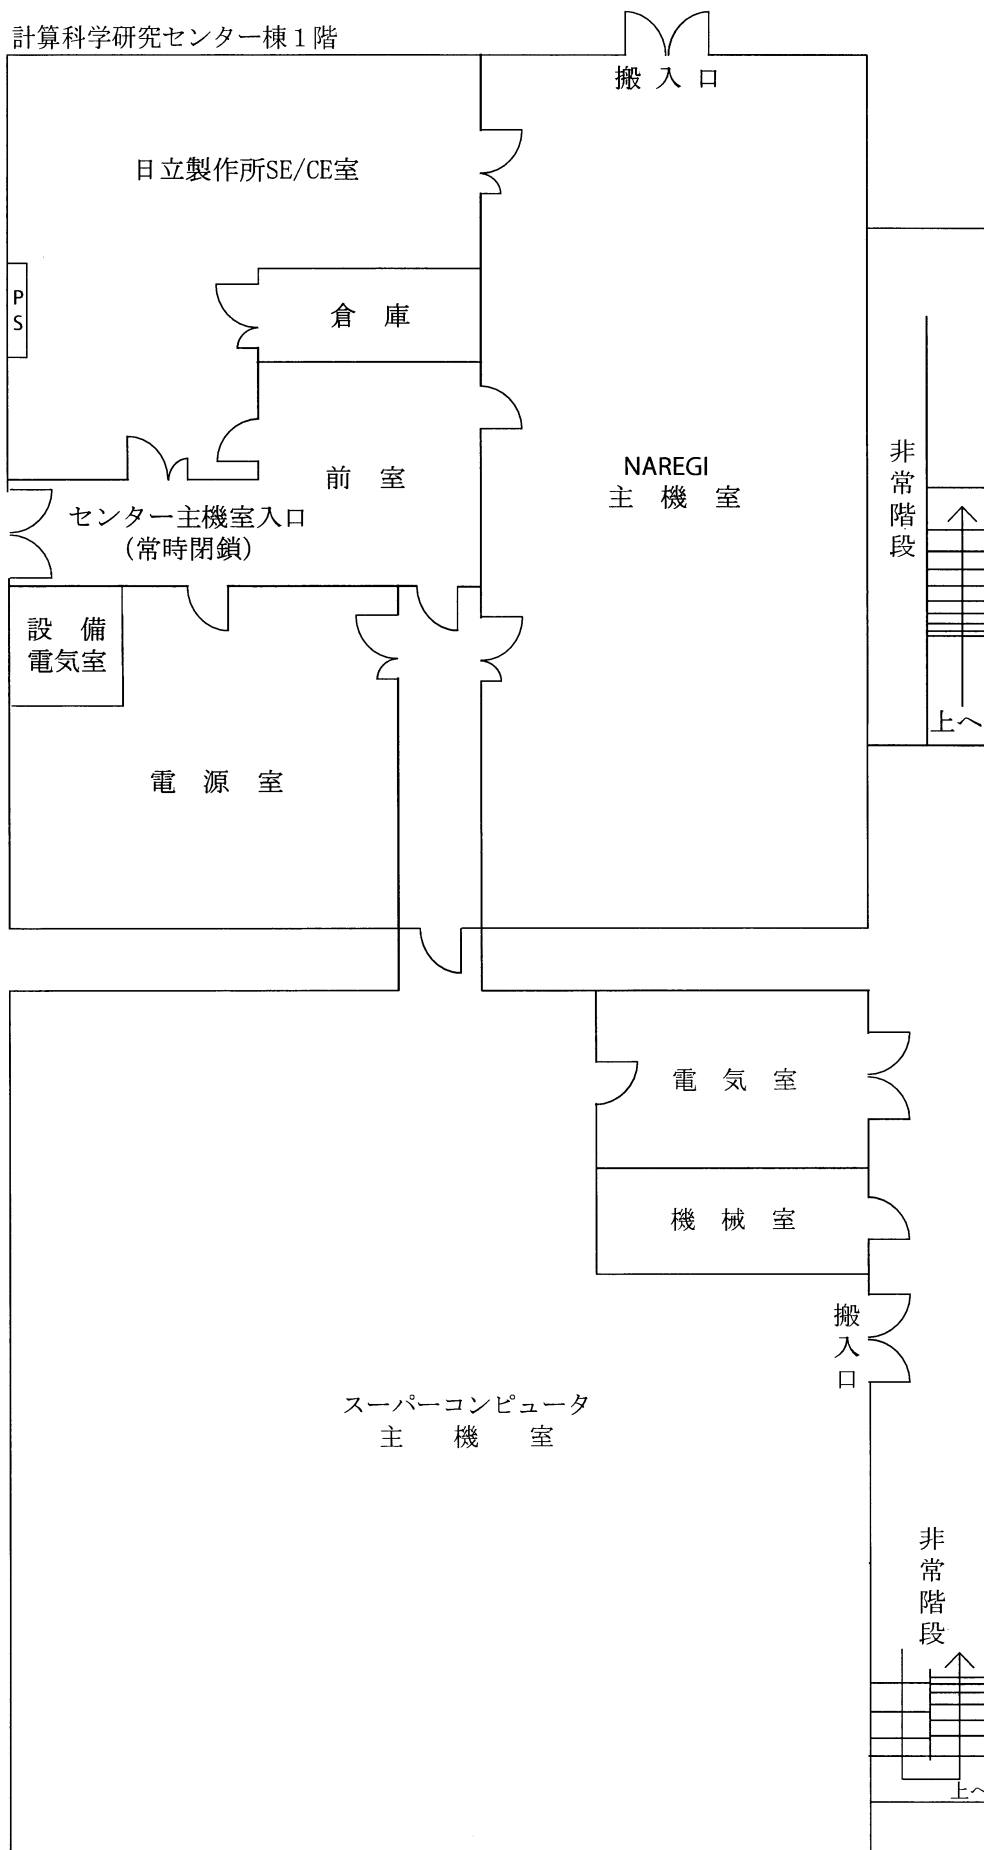 計算科学研究センター棟１階
搬 入 口
日立製作所SE/CE室
PS
倉 庫
前 室
NAREGI
主 機 室
非常階段
センター主機室入口
(常時閉鎖)
設 備
電気室
上へ
電 源 室
電 気 室
機 械 室
搬入口
スーパーコンピュータ
主 機 室
非常階段
上へ